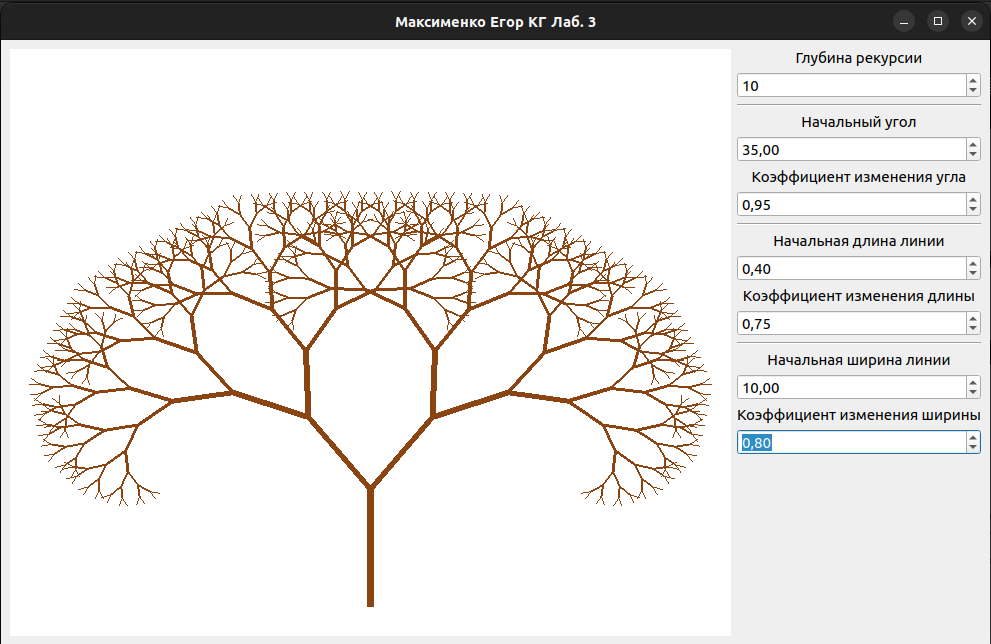 Максименко Егор КГ Лаб. 3
Глубина рекурсии
10
Начальный угол
35,00
Коэффициент изменения угла
0,95
Начальная длина линии
0,40
Коэффициент изменения длины
0,75
Начальная ширина линии
10,00
Коэффициент изменения ширины
0,80